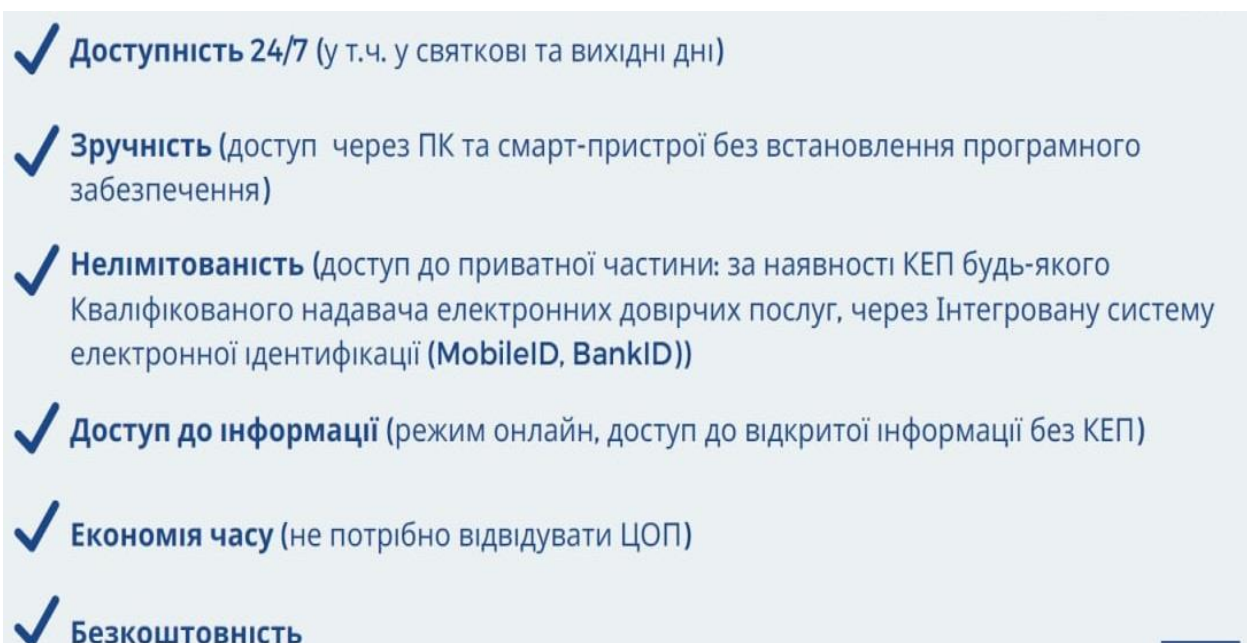 Доступність 24/7 (у т.ч. у святкові та вихідні дні)
Зручність (доступ через ПК та смарт-пристрої без встановлення програмного
забезпечення)
Нелімітованість (доступ до приватної частини: за наявності КЕП будь-якого
Кваліфікованого надавача електронних довірчих послуг, через Інтегровану систему
електронної ідентифікації (MobileID, BankID))
Доступ до інформації (режим онлайн, доступ до відкритої інформації без КЕП)
Економія часу (не потрібно відвідувати ЦОП)
Безкоштовність